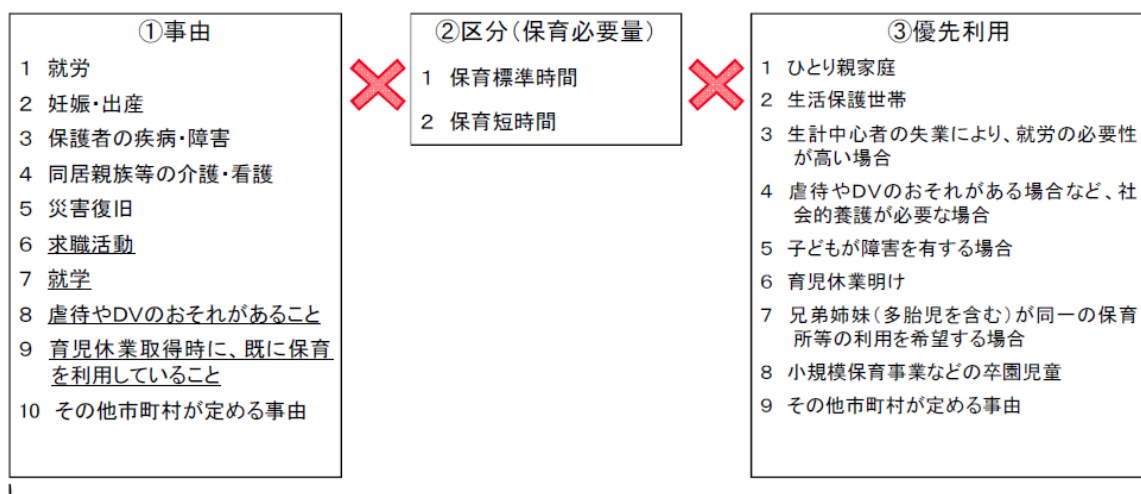 ①事由
1 就労
2 妊娠・出産
3 保護者の疾病・障害
4 同居親族等の介護・看護
5 災害復旧
6 求職活動
7 就学
8 虐待やDVのおそれがあること
9 育児休業取得時に、既に保育
を利用していること
10 その他市町村が定める事由
②区分(保育必要量)
1 保育標準時間
2 保育短時間
③優先利用
1 ひとり親家庭
2 生活保護世帯
3 生計中心者の失業により、就労の必要性
が高い場合
4 虐待やDVのおそれがある場合など、社
会的養護が必要な場合
5 子どもが障害を有する場合
6 育児休業明け
7 兄弟姉妹(多胎児を含む)が同一の保育
所等の利用を希望する場合
8 小規模保育事業などの卒園児童
9 その他市町村が定める事由